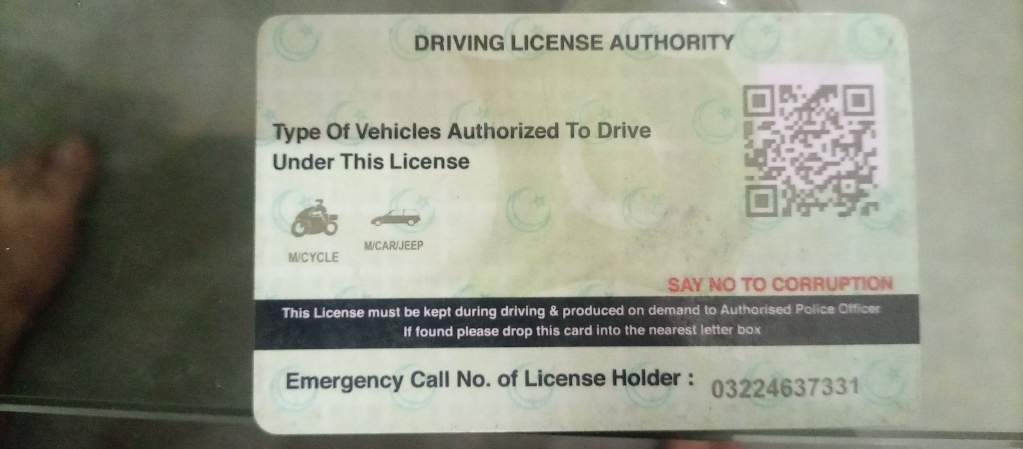 DRIVING LICENSE AUTHORITY
Type Of Vehicles Authorized To Drive
Under This License
M/CYCLE
M/CAR/JEEP
SAY NO TO CORRUPTION
This License must be kept during driving & produced on demand to Authorised Police Officer
If found please drop this card into the nearest letter box
Emergency Call No. of License Holder : 03224637331